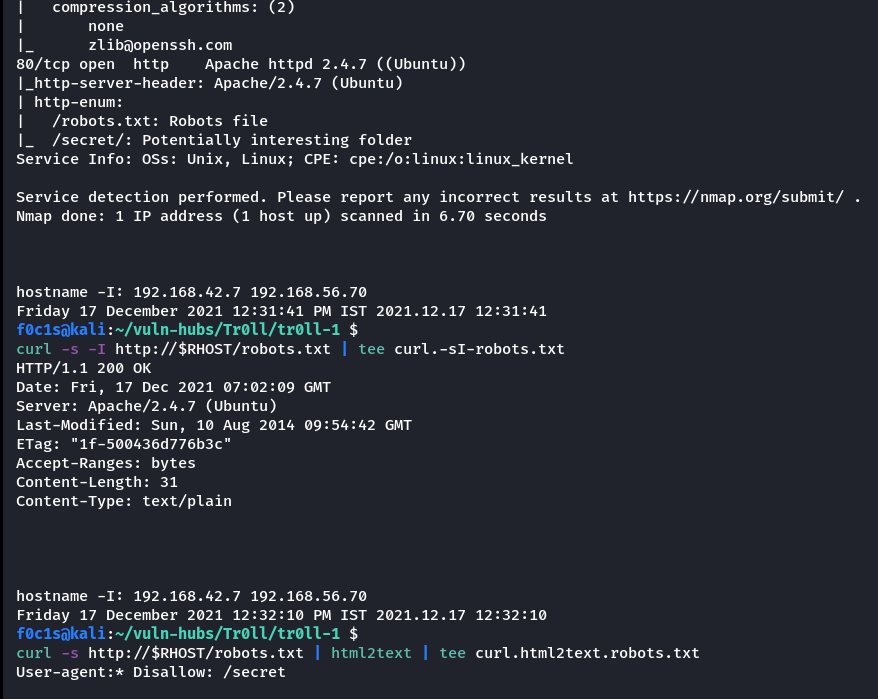 |   compression_algorithms: (2)
|       none
|_      zlib@openssh.com
80/tcp open  http    Apache httpd 2.4.7 ((Ubuntu))
|_http-server-header: Apache/2.4.7 (Ubuntu)
| http-enum:
|   /robots.txt: Robots file
|_  /secret/: Potentially interesting folder
Service Info: OSs: Unix, Linux; CPE: cpe:/o:linux:linux_kernel
Service detection performed. Please report any incorrect results at https://nmap.org/submit/ .
Nmap done: 1 IP address (1 host up) scanned in 6.70 seconds
hostname -I: 192.168.42.7 192.168.56.70
Friday 17 December 2021 12:31:41 PM IST 2021.12.17 12:31:41
f0c1s@kali:~/vuln-hubs/Tr0ll/tr0ll-1 $
curl -s -I http://$RHOST/robots.txt | tee curl.-sI-robots.txt
HTTP/1.1 200 OK
Date: Fri, 17 Dec 2021 07:02:09 GMT
Server: Apache/2.4.7 (Ubuntu)
Last-Modified: Sun, 10 Aug 2014 09:54:42 GMT
ETag: "1f-500436d776b3c"
Accept-Ranges: bytes
Content-Length: 31
Content-Type: text/plain
hostname -I: 192.168.42.7 192.168.56.70
Friday 17 December 2021 12:32:10 PM IST 2021.12.17 12:32:10
f0c1s@kali:~/vuln-hubs/Tr0ll/tr0ll-1 $
curl -s http://$RHOST/robots.txt | html2text | tee curl.html2text.robots.txt
User-agent:* Disallow: /secret